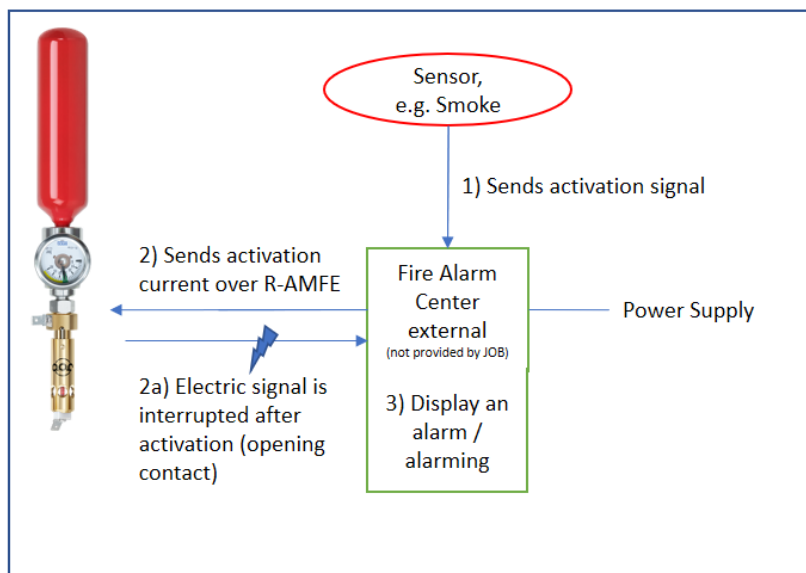 Sensor,
e.g. Smoke
1) Sends activation signal
2) Sends activation
current over R-AMFE
Fire Alarm
Center
external
(not provided by JOB)
Power Supply
2a) Electric signal is
interrupted after
activation (opening
contact)
3) Display an
alarm /
alarming